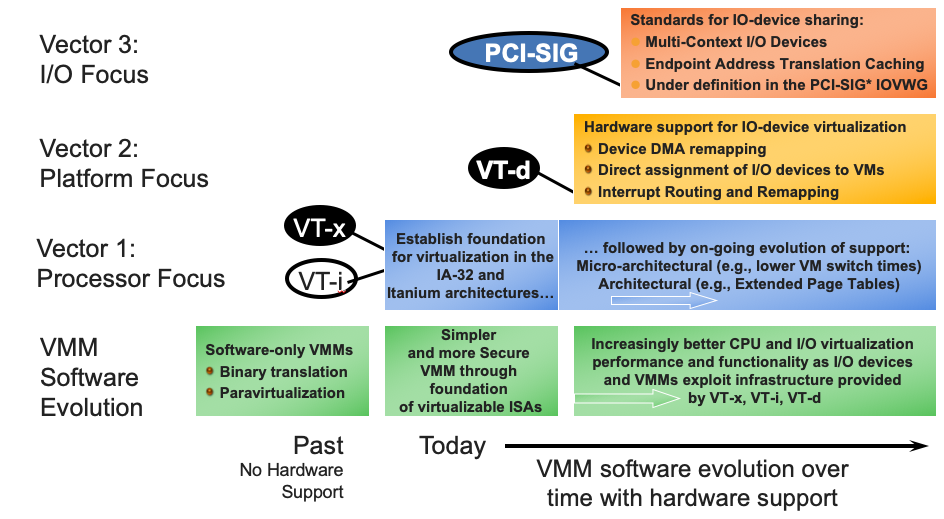 Vector 3:
I/O Focus
PCI-SIG
Standards for IO-device sharing:
Multi-Context I/O Devices
Endpoint Address Translation Caching
Under definition in the PCI-SIG* IOVWG
Vector 2:
Platform Focus
VT-d
Hardware support for IO-device virtualization
Device DMA remapping
Direct assignment of I/O devices to VMs
Interrupt Routing and Remapping
Vector 1:
Processor Focus
VT-x
VT-i
Establish foundation
for virtualization in the
IA-32 and
Itanium architectures…
… followed by on-going evolution of support:
Micro-architectural (e.g., lower VM switch times)
Architectural (e.g., Extended Page Tables)
VMM
Software
Evolution
Software-only VMMs
Binary translation
Paravirtualization
Simpler
and more Secure
VMM through
foundation
of virtualizable ISAs
Increasingly better CPU and I/O virtualization
performance and functionality as I/O devices
and VMMs exploit infrastructure provided
by VT-x, VT-i, VT-d
Past
No Hardware
Support
Today
VMM software evolution over
time with hardware support